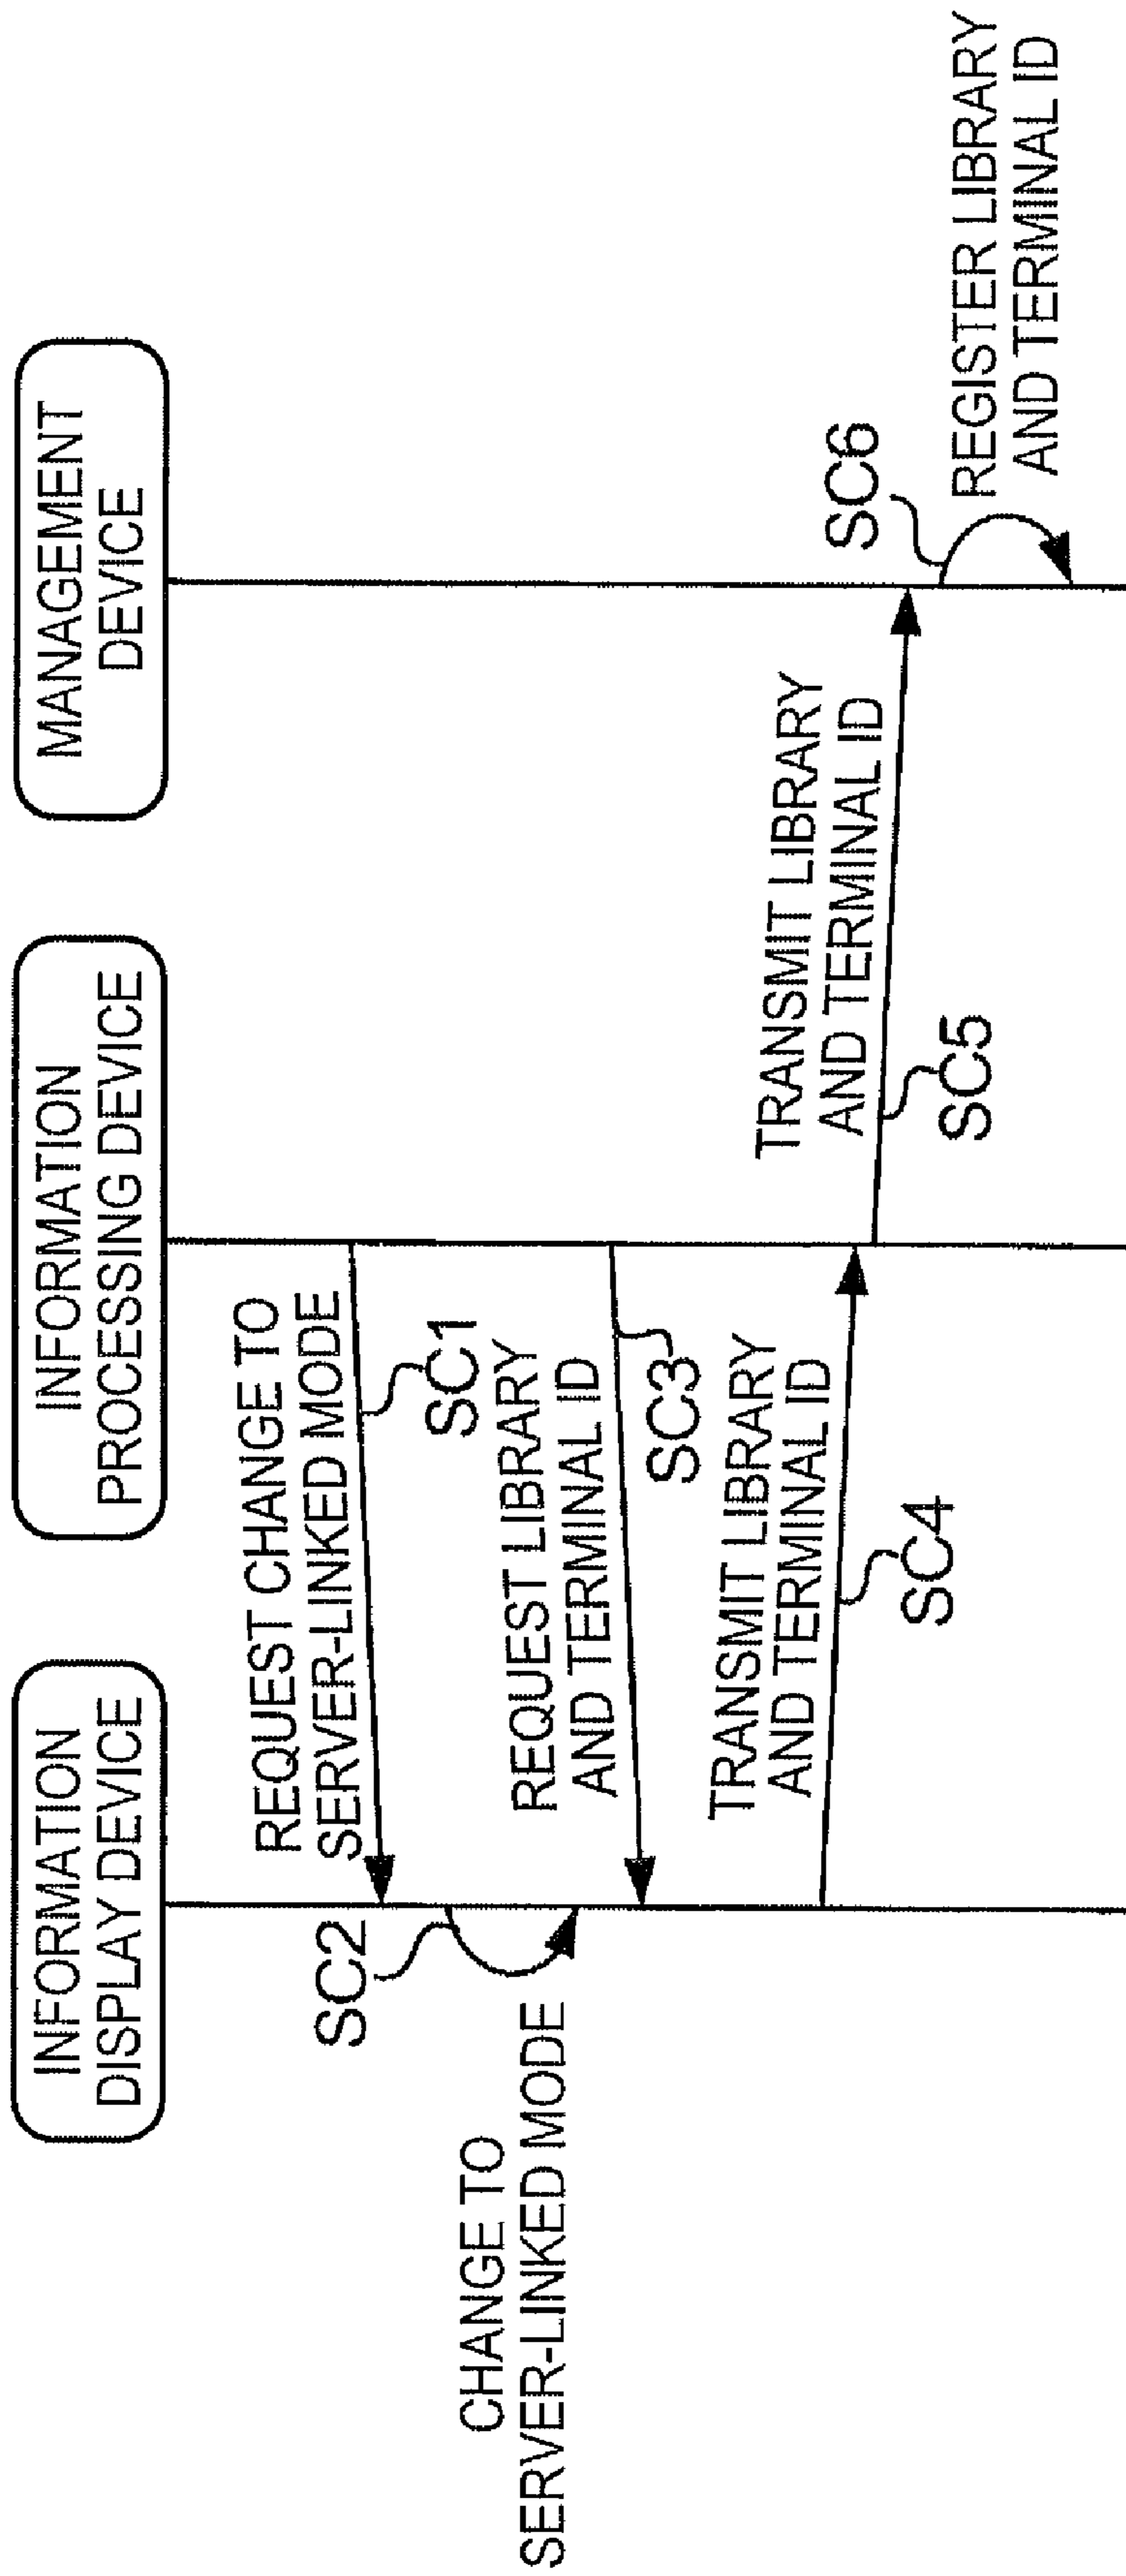 INFORMATION
DISPLAY DEVICE
INFORMATION
PROCESSING DEVICE
MANAGEMENT
DEVICE
REQUEST CHANGE TO
SERVER-LINKED MODE
SC1
SC2
CHANGE TO
SERVER-LINKED MODE
REQUEST LIBRARY
AND TERMINAL ID
SC3
TRANSMIT LIBRARY
AND TERMINAL ID
SC4
TRANSMIT LIBRARY
AND TERMINAL ID
SC5
SC6
REGISTER LIBRARY
AND TERMINAL ID